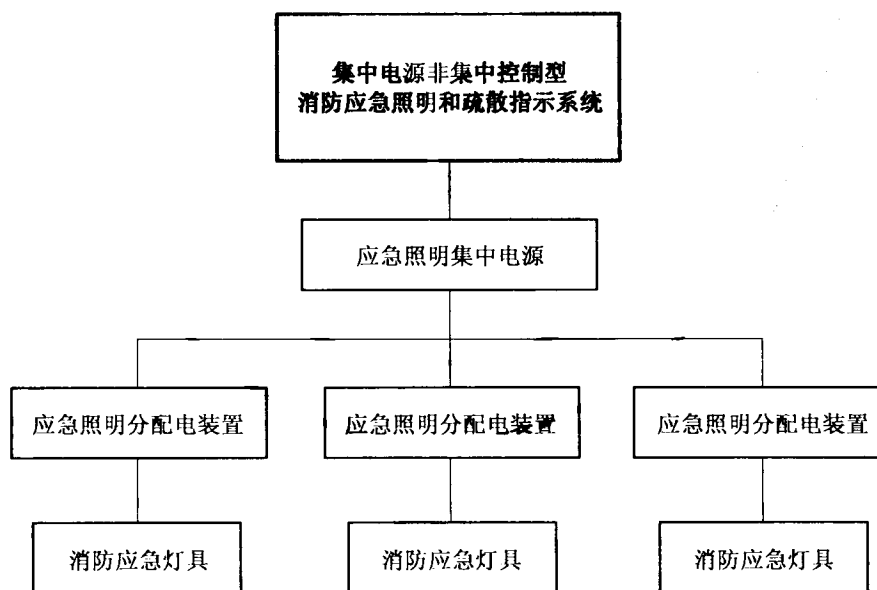 集中电源非集中控制型
消防应急照明和疏散指示系统
应急照明集中电源
应急照明分配电装置
应急照明分配电装置
应急照明分配电装置
消防应急灯具
消防应急灯具
消防应急灯具